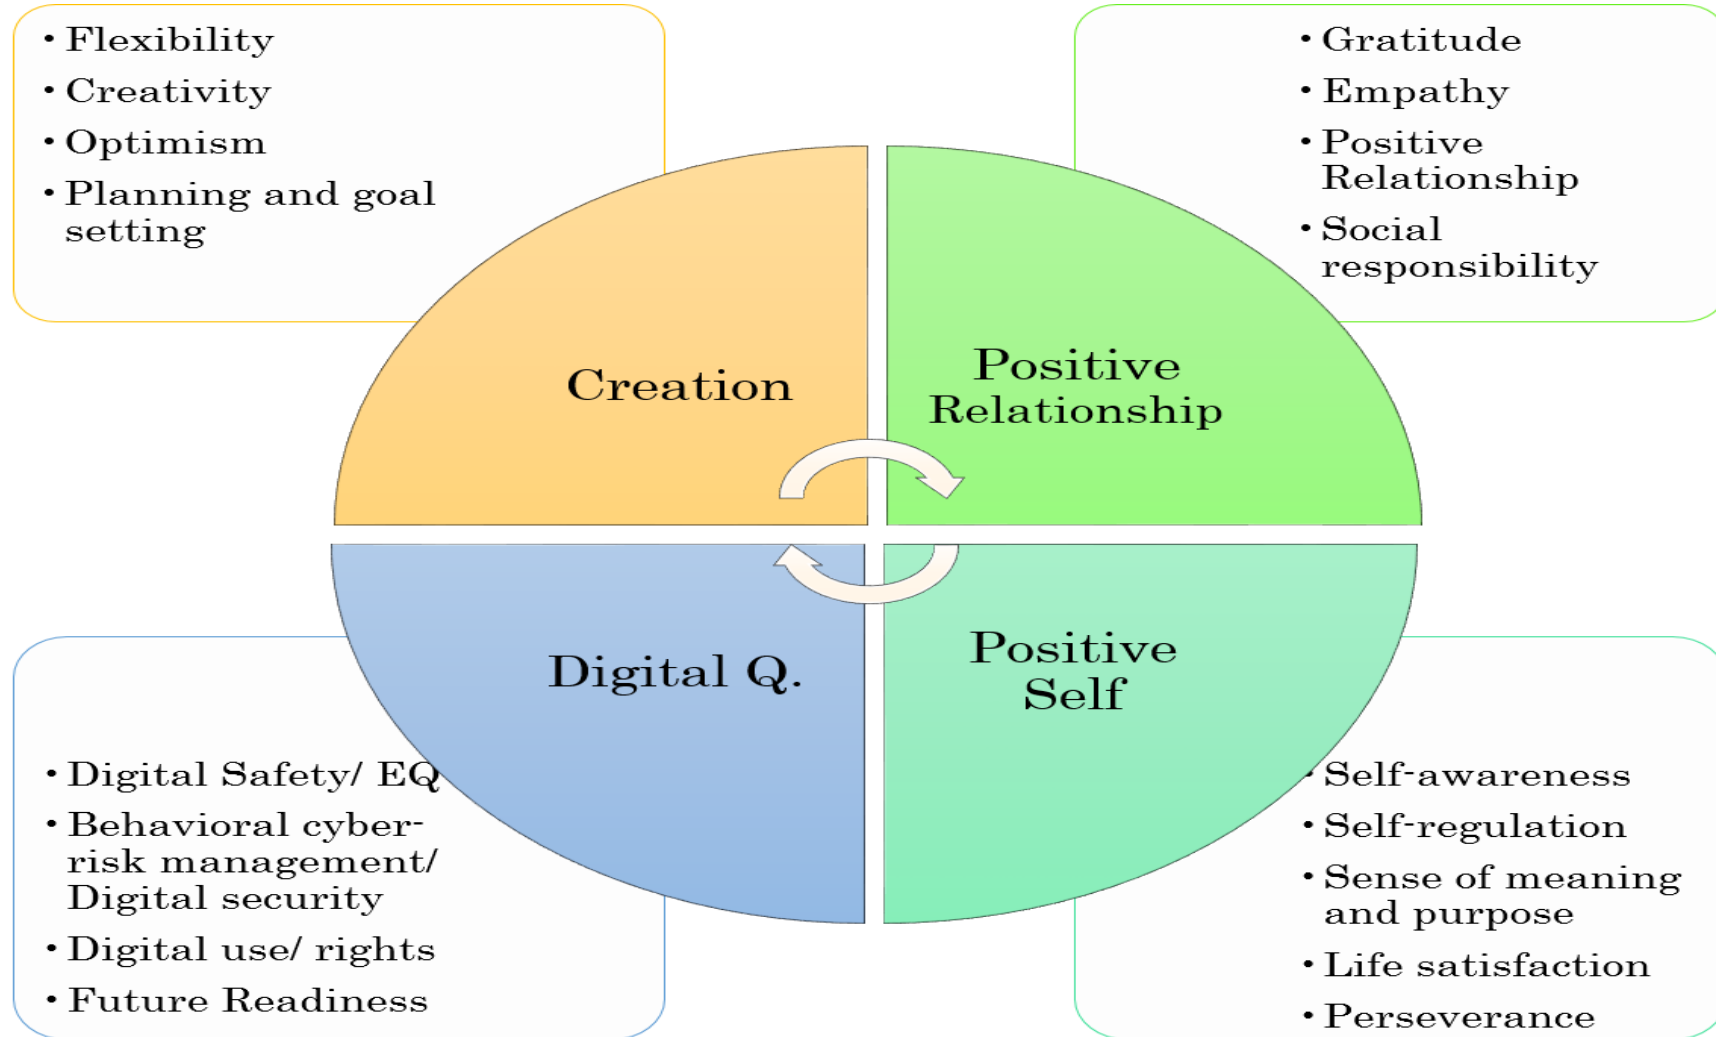 • Flexibility
• Creativity
• Optimism
• Planning and goal
setting
• Gratitude
• Empathy
• Positive
Relationship
• Social
responsibility
Creation
Positive
Relationship
Digital Q.
Positive
Self
• Digital Safety/ EQ
• Behavioral cyber-
risk management/
Digital security
• Digital use/ rights
• Future Readiness
• Self-awareness
• Self-regulation
• Sense of meaning
and purpose
• Life satisfaction
• Perseverance